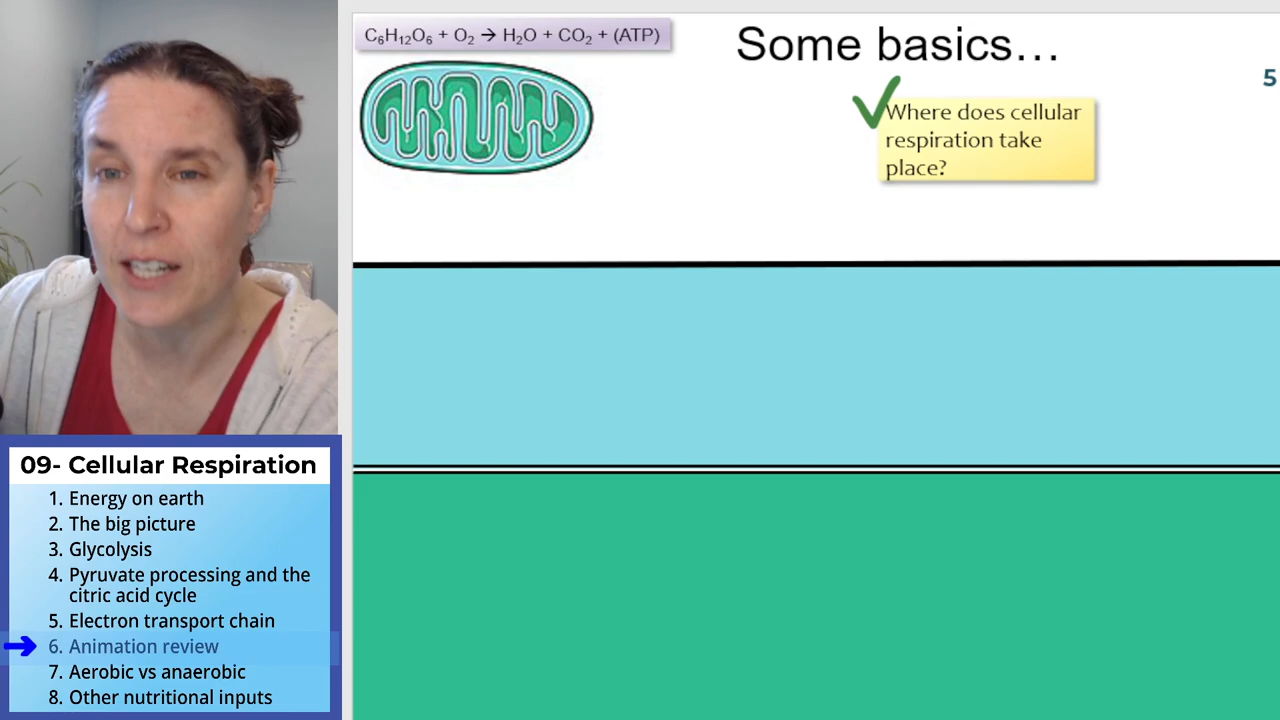 C₆H₁₂O₆ + O₂ → H₂O + CO₂ + (ATP)
Some basics…
5
Where does cellular
respiration take
place?
09- Cellular Respiration
1. Energy on earth
2. The big picture
3. Glycolysis
4. Pyruvate processing and the
citric acid cycle
5. Electron transport chain
6. Animation review
7. Aerobic vs anaerobic
8. Other nutritional inputs